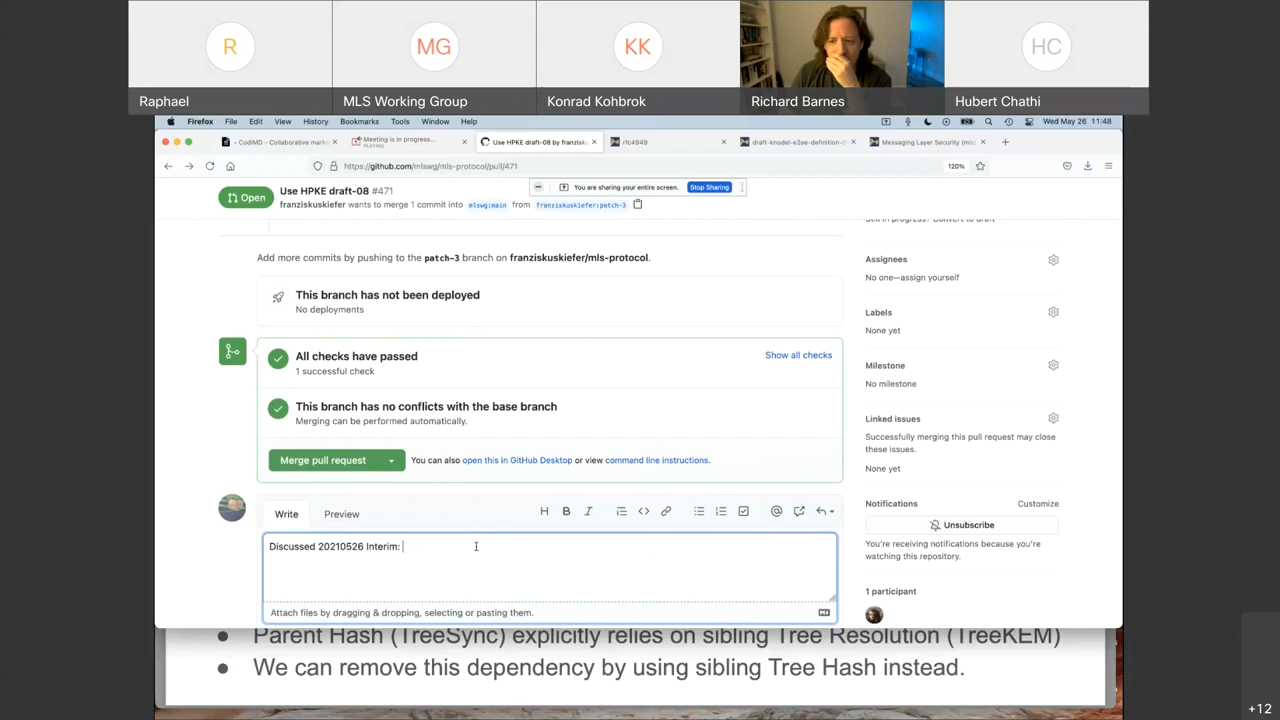 R
MG
KK
HC
Raphael
MLS Working Group
Konrad Kohbrok
Richard Barnes
Hubert Chathi
Firefox File Edit View History Bookmarks Tools Window Help
Wed May 26 11:48
CodiMD - Collaborative mark
Meeting is in progress...
PLAYING
Use HPKE draft-08 by franzisk
rfc4949
draft-knodel-e2ee-definition-0
Messaging Layer Security (mls
https://github.com/mlswg/mls-protocol/pull/471
120%
You are sharing your entire screen.
Stop Sharing
Open
Use HPKE draft-08 #471
franziskuskiefer wants to merge 1 commit into mlswg:main from franziskuskiefer:patch-3
Still in progress? Convert to draft
Add more commits by pushing to the patch-3 branch on franziskuskiefer/mls-protocol.
This branch has not been deployed
No deployments
All checks have passed
1 successful check
Show all checks
This branch has no conflicts with the base branch
Merging can be performed automatically.
Merge pull request
You can also open this in GitHub Desktop or view command line instructions.
Write
Preview
Discussed 20210526 Interim:
Attach files by dragging & dropping, selecting or pasting them.
Assignees
No one—assign yourself
Labels
None yet
Milestone
No milestone
Linked issues
Successfully merging this pull request may close
these issues.
None yet
Notifications
Customize
Unsubscribe
You're receiving notifications because you're
watching this repository.
1 participant
• Parent Hash (TreeSync) explicitly relies on sibling Tree Resolution (TreeKEM)
• We can remove this dependency by using sibling Tree Hash instead.
+12